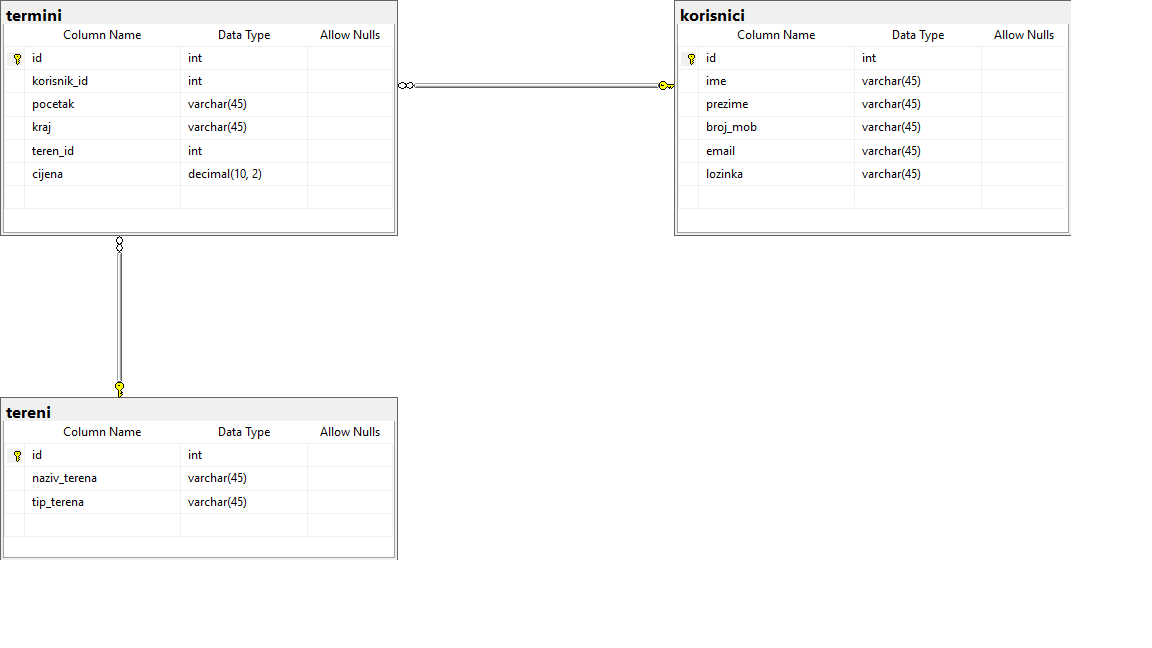 termini
Column Name Data Type Allow Nulls
id int
korisnik_id int
pocetak varchar(45)
kraj varchar(45)
teren_id int
cijena decimal(10, 2)
korisnici
Column Name Data Type Allow Nulls
id int
ime varchar(45)
prezime varchar(45)
broj_mob varchar(45)
email varchar(45)
lozinka varchar(45)
tereni
Column Name Data Type Allow Nulls
id int
naziv_terena varchar(45)
tip_terena varchar(45)